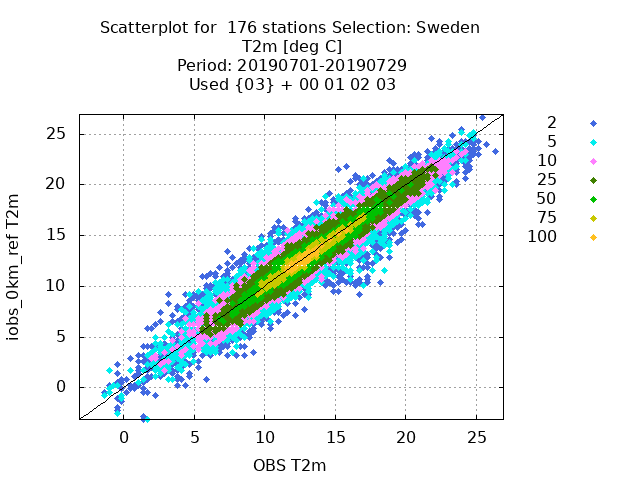 Scatterplot for  176 stations Selection: Sweden
T2m [deg C]
Period: 20190701-20190729
Used {03} + 00 01 02 03
iobs_0km_ref T2m
25
20
15
10
5
0
0 5 10 15 20 25
OBS T2m
2
5
10
25
50
75
100